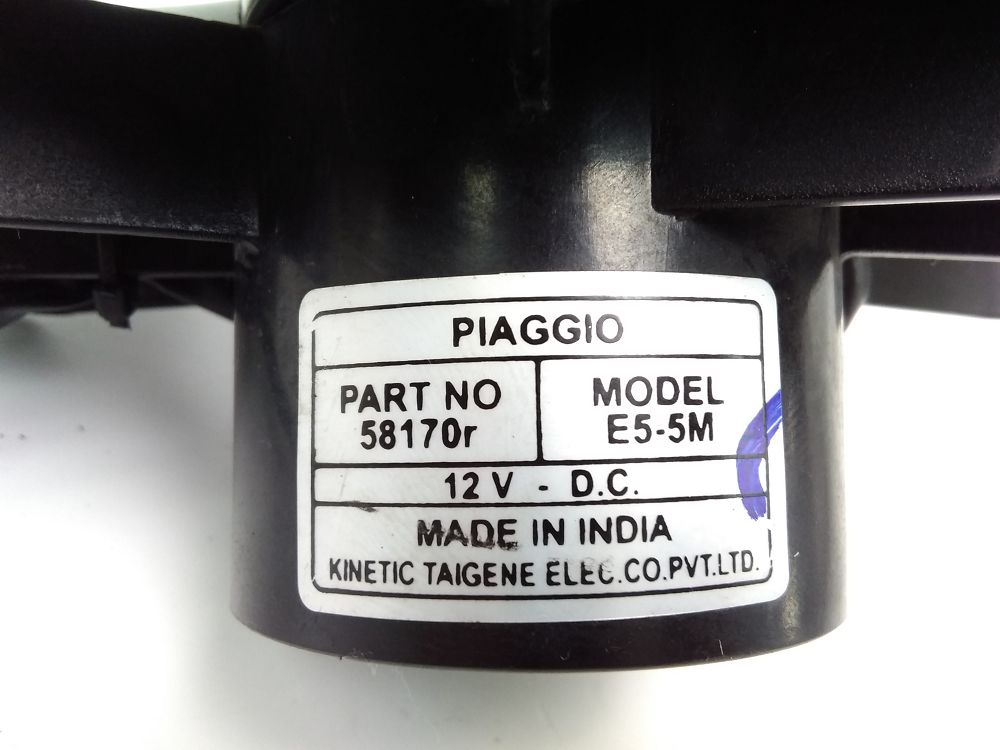 PIAGGIO
PART NO
58170r
MODEL
E5-5M
12 V - D.C.
MADE IN INDIA
KINETIC TAIGENE ELEC.CO.PVT.LTD.